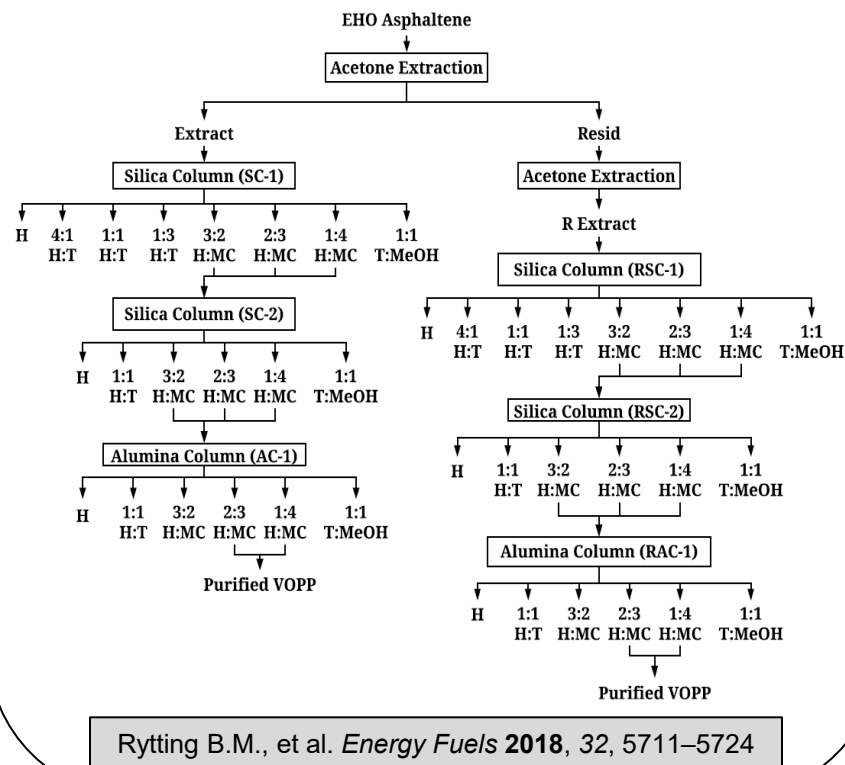 EHO Asphaltene
Acetone Extraction
Extract
Silica Column (SC-1)
H 4:1 1:1 1:3 3:2 2:3 1:4 1:1
H:T H:T H:T H:MC H:MC H:MC T:MeOH
Silica Column (SC-2)
H 1:1 3:2 2:3 1:4 1:1
H:T H:MC H:MC H:MC T:MeOH
Alumina Column (AC-1)
H 1:1 3:2 2:3 1:4 1:1
H:T H:MC H:MC H:MC T:MeOH
Purified VOPP
Resid
Acetone Extraction
R Extract
Silica Column (RSC-1)
H 4:1 1:1 1:3 3:2 2:3 1:4 1:1
H:T H:T H:T H:MC H:MC H:MC T:MeOH
Silica Column (RSC-2)
H 1:1 3:2 2:3 1:4 1:1
H:T H:MC H:MC H:MC T:MeOH
Alumina Column (RAC-1)
H 1:1 3:2 2:3 1:4 1:1
H:T H:MC H:MC H:MC T:MeOH
Purified VOPP
Rytting B.M., et al. Energy Fuels 2018, 32, 5711–5724